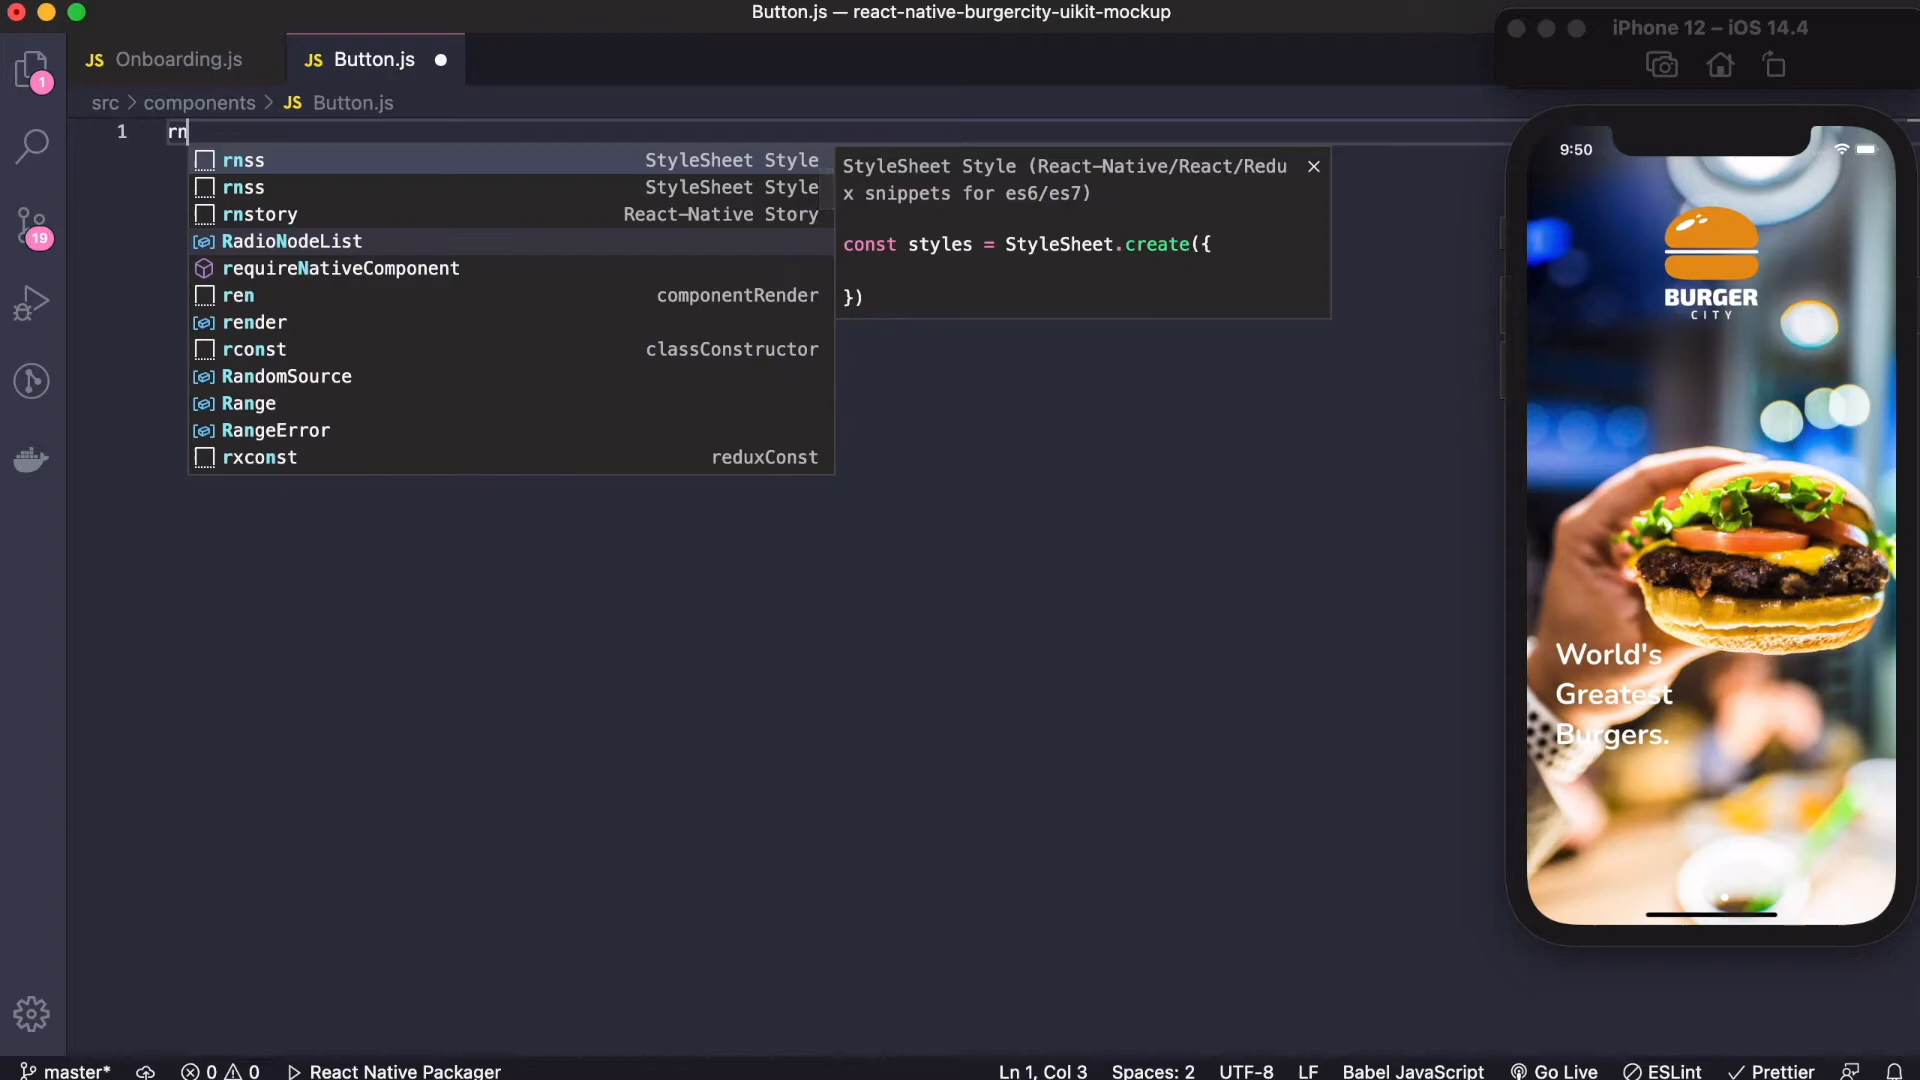 Button.js — react-native-burgercity-uikit-mockup
iPhone 12 – iOS 14.4
JS Onboarding.js
JS Button.js
src > components > JS Button.js
1
1 rn
rnss StyleSheet Style
rnss StyleSheet Style
rnstory React-Native Story
RadioNodeList
requireNativeComponent
ren componentRender
render
rconst classConstructor
RandomSource
Range
RangeError
rxconst reduxConst
StyleSheet Style (React-Native/React/Redu
x snippets for es6/es7)
const styles = StyleSheet.create({
})
19
9:50
BURGER
CITY
World's
Greatest
Burgers.
master* 0 0 React Native Packager Ln 1, Col 3 Spaces: 2 UTF-8 LF Babel JavaScript Go Live ESLint Prettier